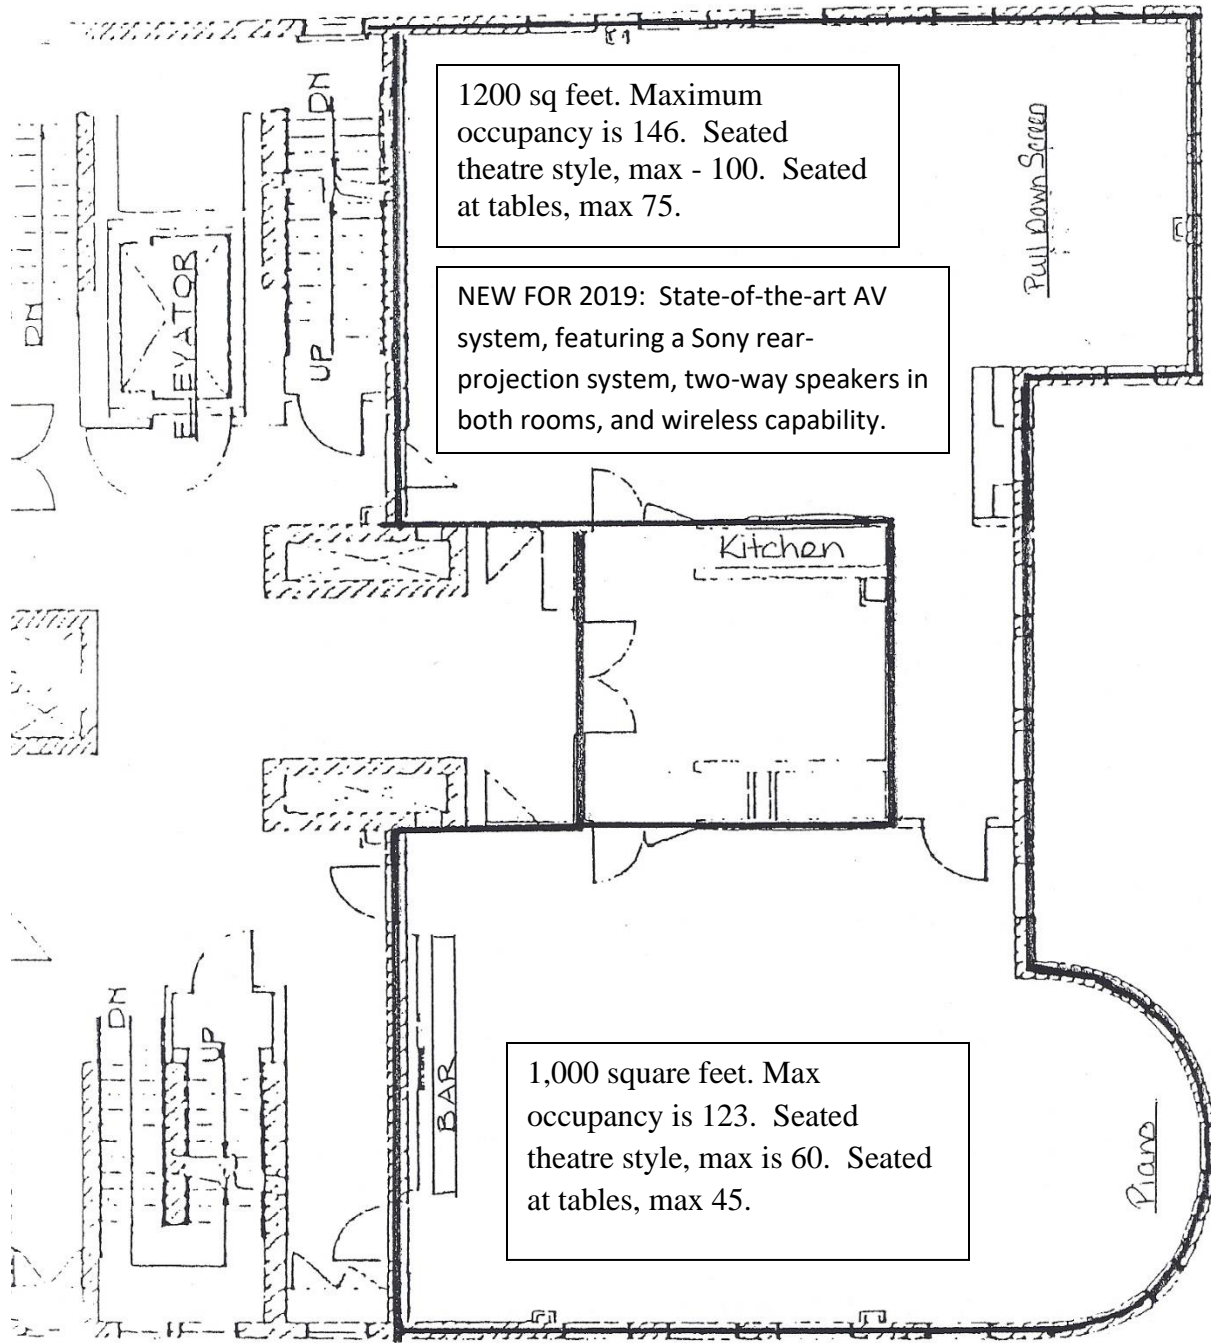 DN
1200 sq feet. Maximum
occupancy is 146. Seated
theatre style, max - 100. Seated
at tables, max 75.
Pull Down Screen
DN
ELEVATOR
UP
NEW FOR 2019: State-of-the-art AV
system, featuring a Sony rear-
projection system, two-way speakers in
both rooms, and wireless capability.
Kitchen
DN
UP
BAR
1,000 square feet. Max
occupancy is 123. Seated
theatre style, max is 60. Seated
at tables, max 45.
Piano